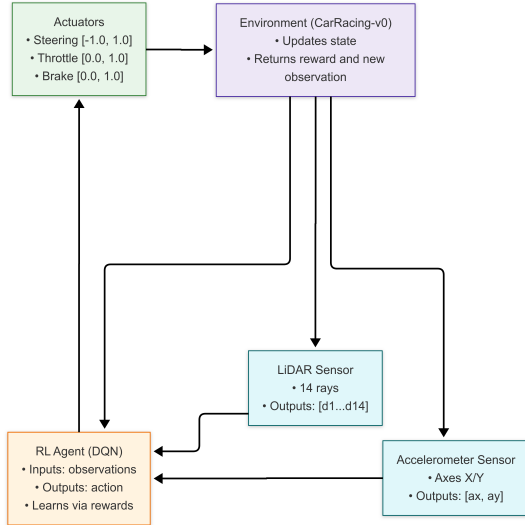 Actuators
• Steering [-1.0, 1.0]
• Throttle [0.0, 1.0]
• Brake [0.0, 1.0]
Environment (CarRacing-v0)
• Updates state
• Returns reward and new
observation
LiDAR Sensor
• 14 rays
• Outputs: [d1...d14]
RL Agent (DQN)
• Inputs: observations
• Outputs: action
• Learns via rewards
Accelerometer Sensor
• Axes X/Y
• Outputs: [ax, ay]